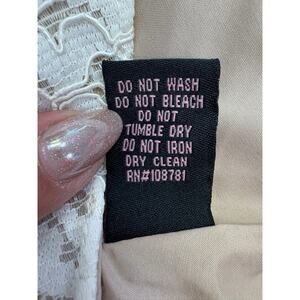 DO NOT WASH
DO NOT BLEACH
DO NOT
TUMBLE DRY
DO NOT IRON
DRY CLEAN
RN#108781